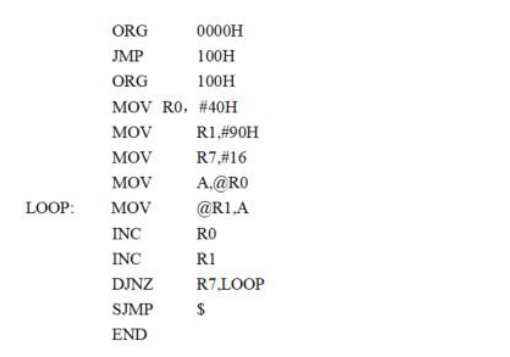 ORG 0000H
JMP 100H
ORG 100H
MOV R0，#40H
MOV R1,#90H
MOV R7,#16
MOV A,@R0
LOOP: MOV @R1,A
INC R0
INC R1
DJNZ R7,LOOP
SJMP $
END